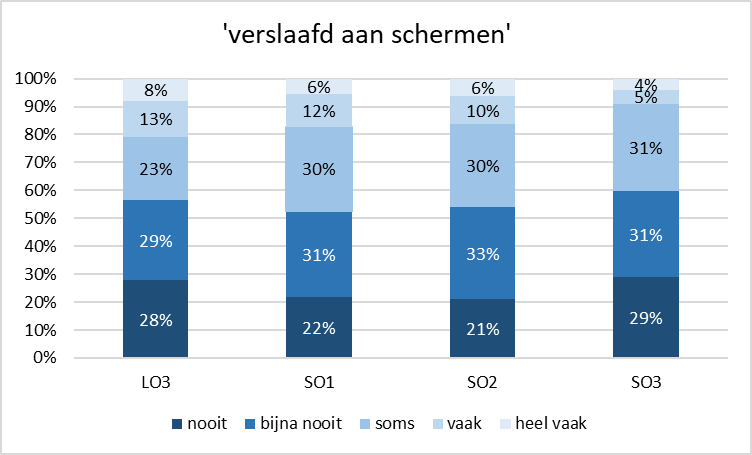 'verslaafd aan schermen'
100%
90%
80%
70%
60%
50%
40%
30%
20%
10%
0%
8% 6% 6% 4%
13% 12% 10% 5%
23% 30% 30% 31%
29% 31% 33% 31%
28% 22% 21% 29%
LO3 SO1 SO2 SO3
nooit bijna nooit soms vaak heel vaak